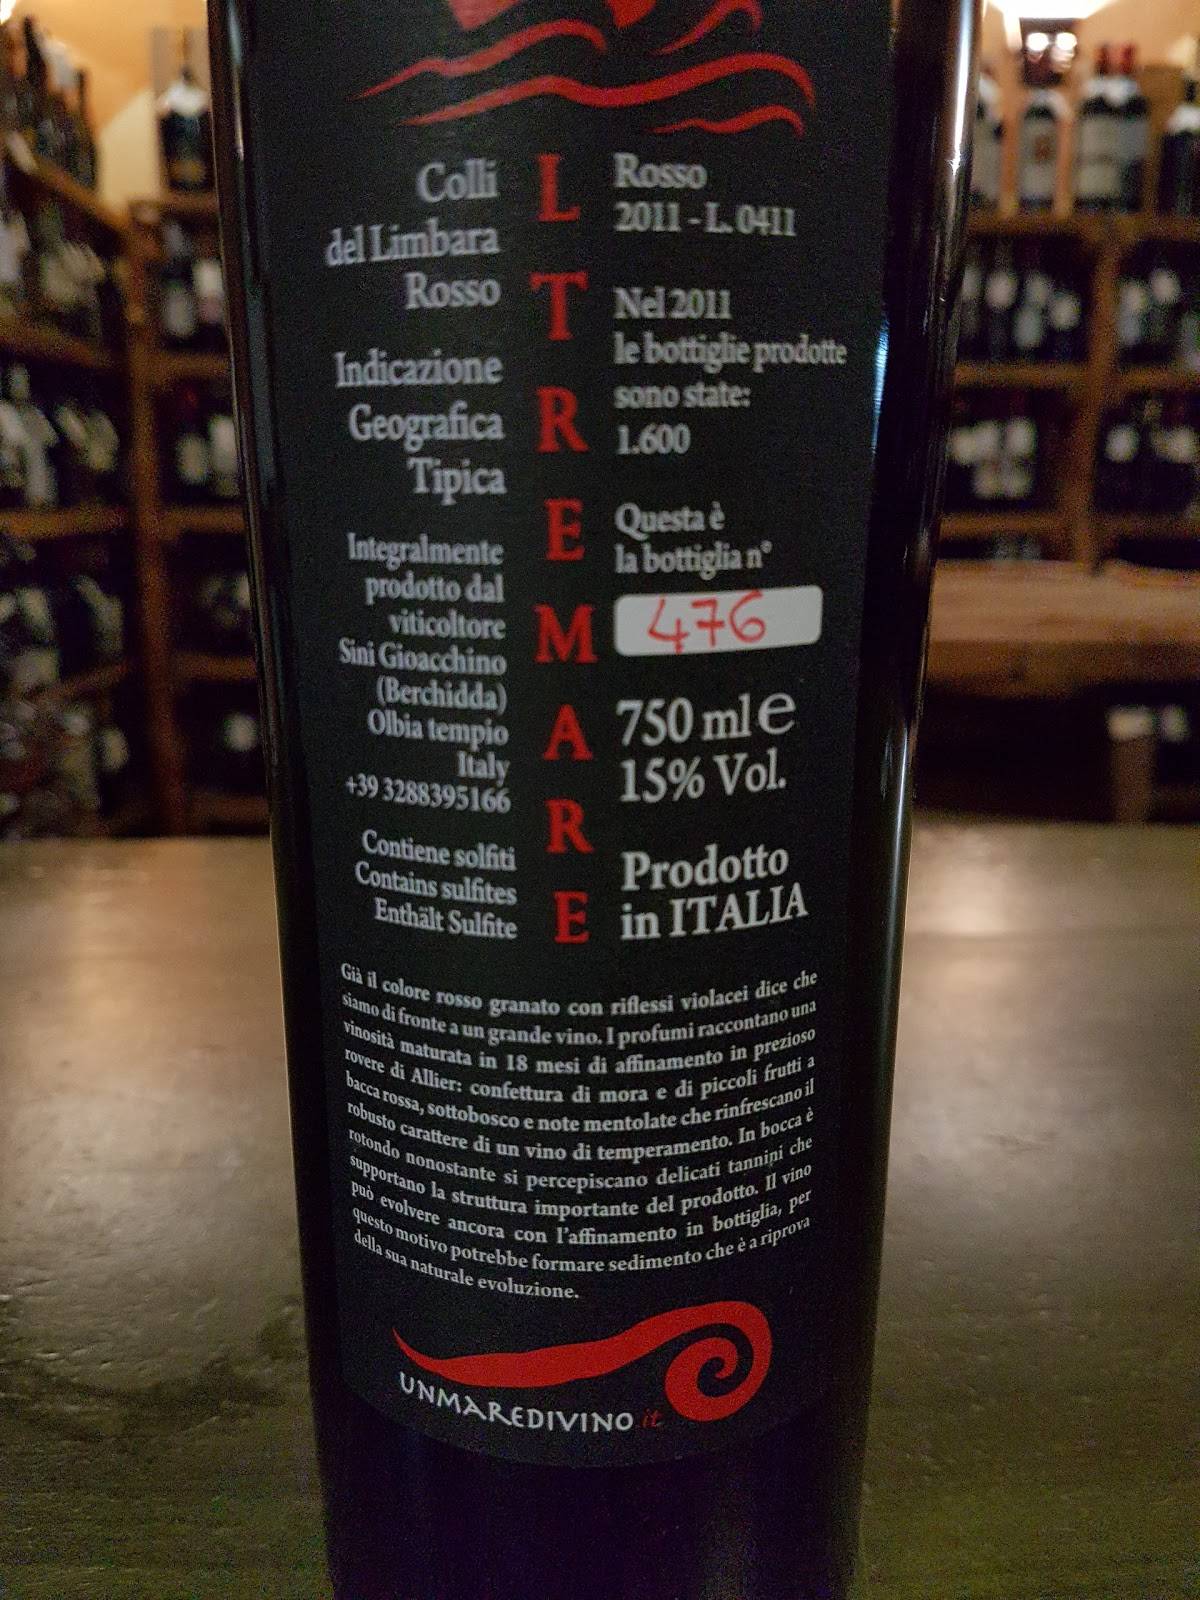 Colli
del Limbara
Rosso
Indicazione
Geografica
Tipica
Integralmente
prodotto dal
viticoltore
Sini Gioacchino
(Berchidda)
Olbia tempio
Italy
+39 3288395166
Contiene solfiti
Contains sulfites
Enthält Sulfite
L
T
R
E
M
A
R
E
Rosso
2011 - L. 0411
Nel 2011
le bottiglie prodotte
sono state:
1.600
Questa è
la bottiglia n°
476
750 ml e
15% Vol.
Prodotto
in ITALIA
Già il colore rosso granato con riflessi violacei dice che
siamo di fronte a un grande vino. I profumi raccontano una
vinosità maturata in 18 mesi di affinamento in prezioso
rovere di Allier: confettura di mora e di piccoli frutti a
bacca rossa, sottobosco e note mentolate che rinfrescano il
robusto carattere di un vino di temperamento. In bocca è
rotondo nonostante si percepiscano delicati tannini che
supportano la struttura importante del prodotto. Il vino
può evolvere ancora con l'affinamento in bottiglia, per
questo motivo potrebbe formare sedimento che è a riprova
della sua naturale evoluzione.
UNMAREDIVINO.it